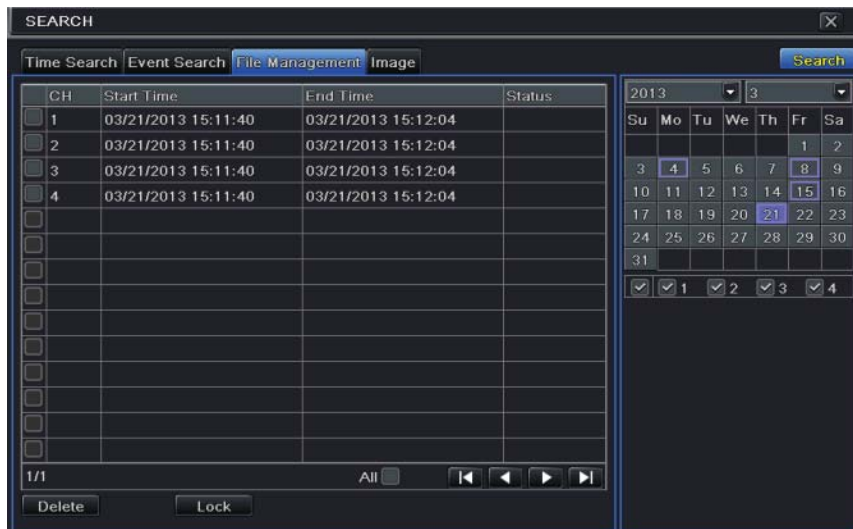 SEARCH
Time Search Event Search File Management Image Search
CH Start Time End Time Status
1 03/21/2013 15:11:40 03/21/2013 15:12:04
2 03/21/2013 15:11:40 03/21/2013 15:12:04
3 03/21/2013 15:11:40 03/21/2013 15:12:04
4 03/21/2013 15:11:40 03/21/2013 15:12:04
1/1 All
Delete Lock
2013 3
Su Mo Tu We Th Fr Sa
1 2
3 4 5 6 7 8 9
10 11 12 13 14 15 16
17 18 19 20 21 22 23
24 25 26 27 28 29 30
31
1 2 3 4